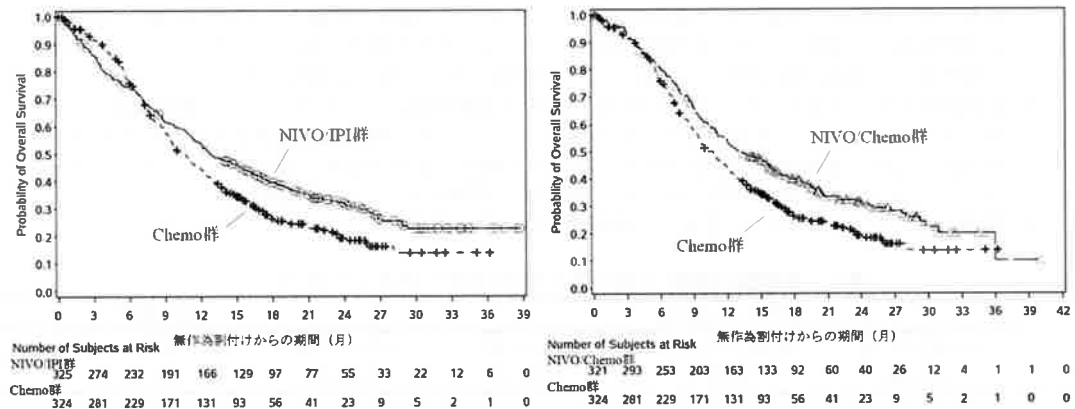 Probability of Overall Survival
1.0
0.9
0.8
0.7
0.6
0.5
0.4
0.3
0.2
0.1
0.0
NIVO/IPI群
Chemo群
0 3 6 9 12 15 18 21 24 27 30 33 36 39
無作為割付けからの期間（月）
Number of Subjects at Risk
NIVO/IPI群
325 274 232 191 166 129 97 77 55 33 22 12 6 0
Chemo群
324 281 229 171 131 93 56 41 23 9 5 2 1 0
Probability of Overall Survival
1.0
0.9
0.8
0.7
0.6
0.5
0.4
0.3
0.2
0.1
0.0
NIVO/Chemo群
Chemo群
0 3 6 9 12 15 18 21 24 27 30 33 36 39 42
無作為割付けからの期間（月）
Number of Subjects at Risk
NIVO/Chemo群
321 293 253 203 163 133 92 60 40 26 12 4 1 1 0
Chemo群
324 281 229 171 131 93 56 41 23 9 5 2 1 0 0